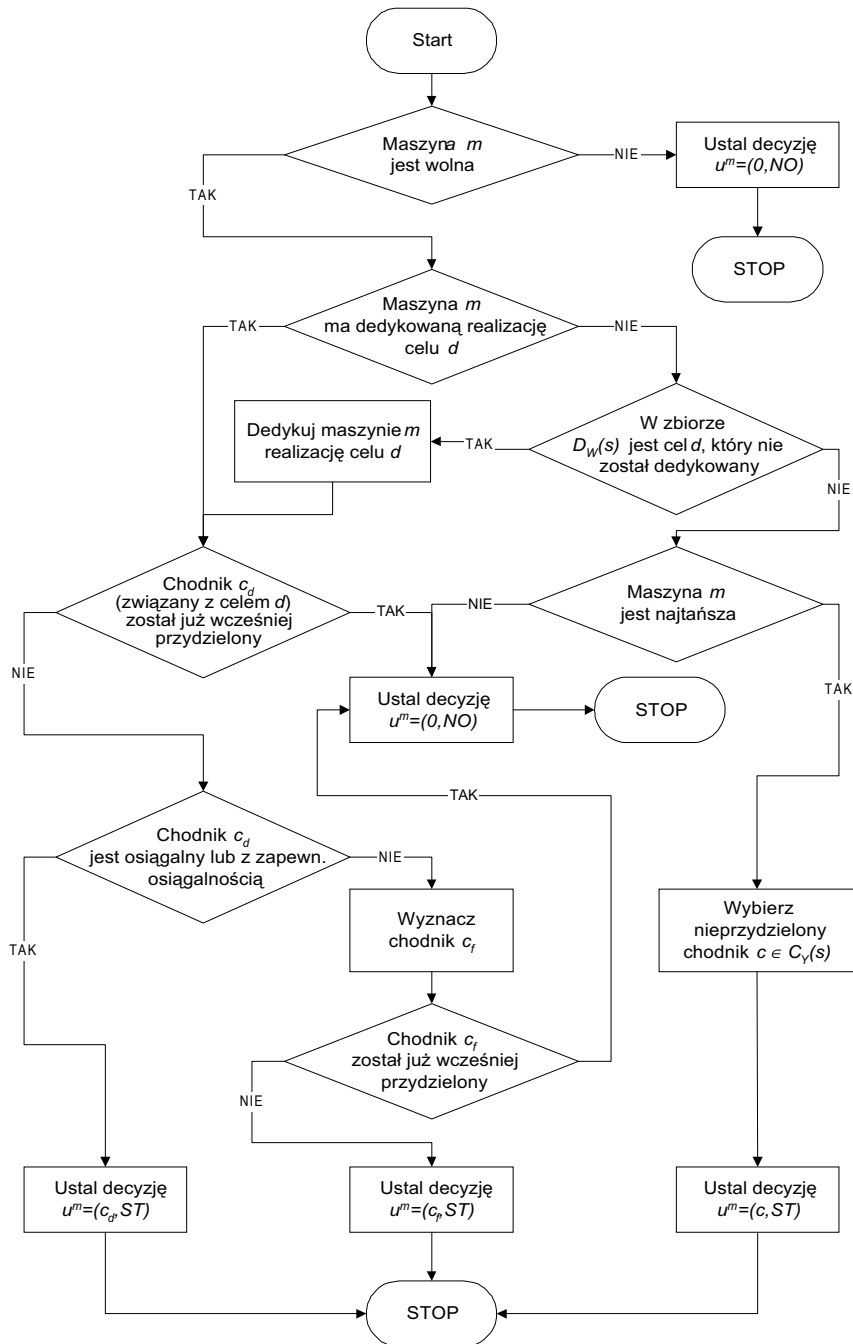 Start
Maszyna m
jest wolna
NIE
Ustal decyzję
u^m=(0,NO)
TAK
STOP
Maszyna m
ma dedykowaną realizację
celu d
TAK
NIE
W zbiorze
D_W(s) jest cel d, który nie
został dedykowany
TAK
Dedykuj maszynie m
realizację celu d
NIE
Chodnik c_d
(związany z celem d)
został już wcześniej
przydzielony
TAK
NIE
Maszyna m
jest najtańsza
NIE
TAK
Ustal decyzję
u^m=(0,NO)
STOP
TAK
Chodnik c_d
jest osiągalny lub z zapewn.
osiągalnością
NIE
TAK
Wyznacz
chodnik c_f
Wybierz
nieprzydzielony
chodnik c ∈ C_Y(s)
Chodnik c_f
został już wcześniej
przydzielony
NIE
Ustal decyzję
u^m=(c_d,ST)
Ustal decyzję
u^m=(c_f,ST)
Ustal decyzję
u^m=(c,ST)
STOP